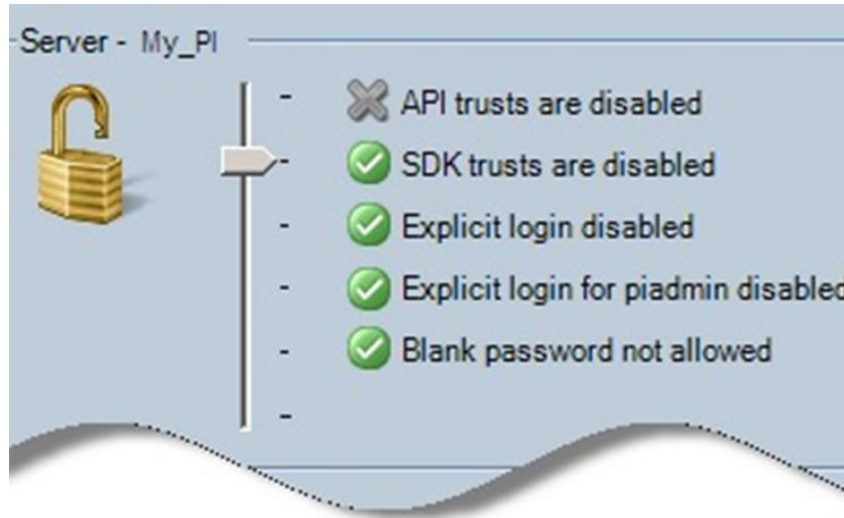 Server - My_PI
API trusts are disabled
SDK trusts are disabled
Explicit login disabled
Explicit login for piadmin disabled
Blank password not allowed